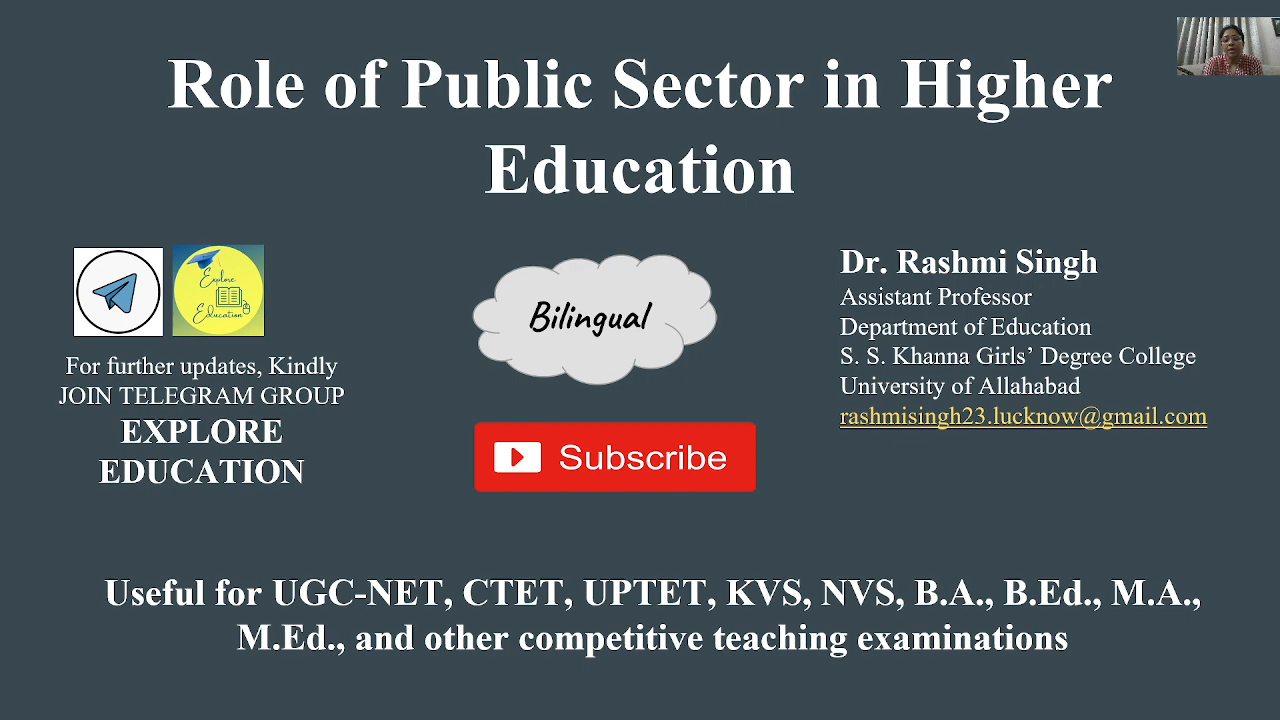 Role of Public Sector in Higher
Education
Explore
Education
For further updates, Kindly
JOIN TELEGRAM GROUP
EXPLORE
EDUCATION
Bilingual
Subscribe
Dr. Rashmi Singh
Assistant Professor
Department of Education
S. S. Khanna Girls’ Degree College
University of Allahabad
rashmisingh23.lucknow@gmail.com
Useful for UGC-NET, CTET, UPTET, KVS, NVS, B.A., B.Ed., M.A.,
M.Ed., and other competitive teaching examinations